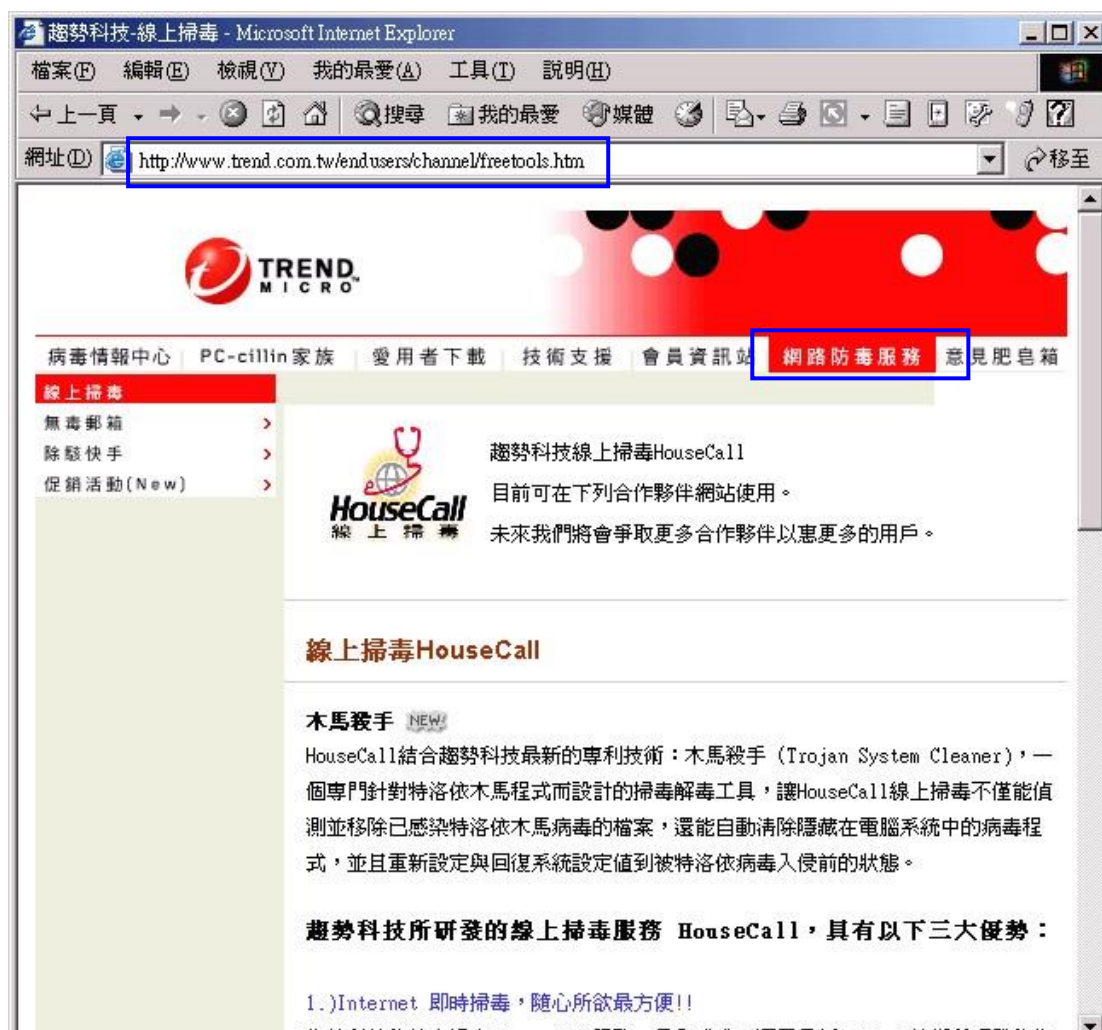 趨勢科技-線上掃毒 - Microsoft Internet Explorer
檔案(F) 編輯(E) 檢視(V) 我的最愛(A) 工具(T) 說明(H)
上一頁 搜尋 我的最愛 媒體
網址(D) http://www.trend.com.tw/endusers/channel/freetools.htm 移至
TREND
MICRO
病毒情報中心 PC-cillin家族 愛用者下載 技術支援 會員資訊站 網路防毒服務 意見肥皂箱
線上掃毒
無毒郵箱
除駭快手
促銷活動(New)
HouseCall
線上掃毒
趨勢科技線上掃毒HouseCall
目前可在下列合作夥伴網站使用。
未來我們將會爭取更多合作夥伴以惠更多的用戶。
線上掃毒HouseCall
木馬殺手 NEW!
HouseCall結合趨勢科技最新的專利技術：木馬殺手 (Trojan System Cleaner)，一
個專門針對特洛依木馬程式而設計的掃毒解毒工具，讓HouseCall線上掃毒不僅能偵
測並移除已感染特洛依木馬病毒的檔案，還能自動清除隱藏在電腦系統中的病毒程
式，並且重新設定與回復系統設定值到被特洛依病毒入侵前的狀態。
趨勢科技所研發的線上掃毒服務 HouseCall，具有以下三大優勢：
1.)Internet 即時掃毒，隨心所欲最方便!!